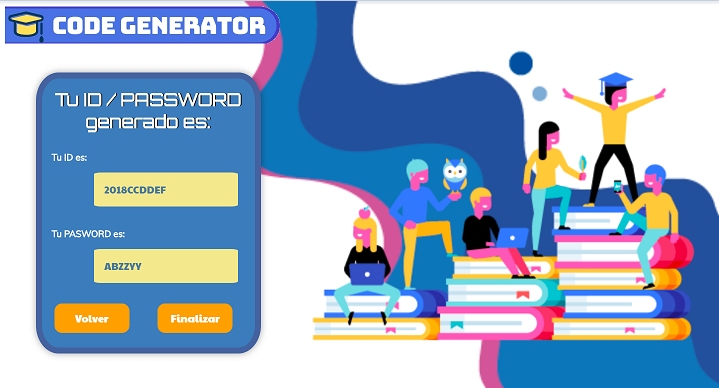 CODE GENERATOR
Tu ID / PASSWORD
generado es:
Tu ID es:
2018CCDDEF
Tu PASWORD es:
ABZZYY
Volver
Finalizar